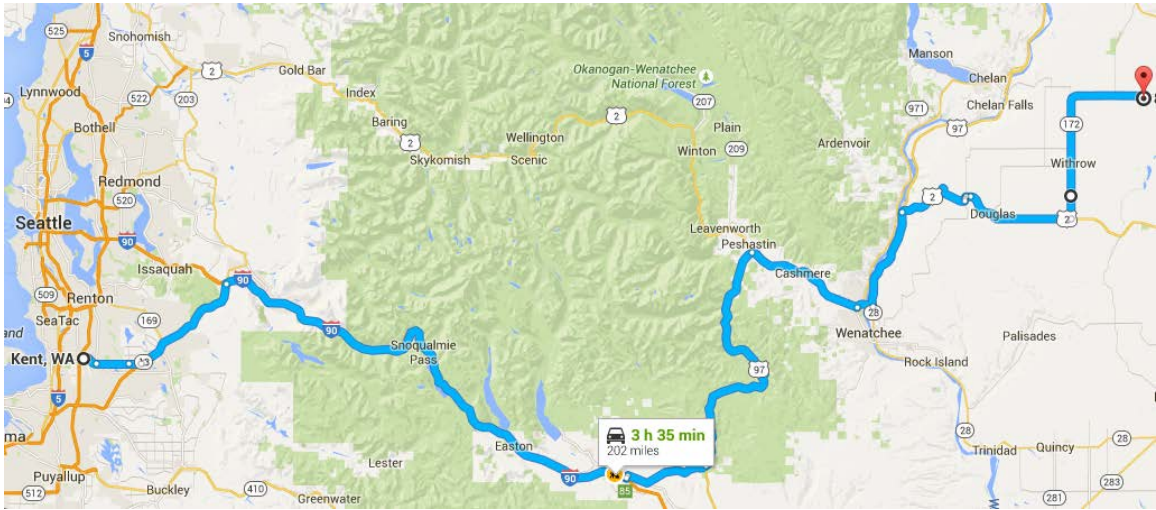 525
Snohomish
5
2
Gold Bar
Okanogan-Wenatchee
National Forest
Manson
Chelan
Chelan Falls
8
Lynnwood
522
203
Index
207
971
97
Bothell
Baring
2
Wellington
2
Plain
172
Skykomish
Scenic
Winton
209
Ardenvoir
Withrow
Redmond
520
2
Douglas
2
Seattle
90
Leavenworth
Peshastin
Issaquah
90
Cashmere
509
Renton
28
SeaTac
169
90
Wenatchee
Palisades
Kent, WA
Snoqualmie
Pass
Rock Island
97
5
3 h 35 min
202 miles
28
Easton
Trinidad
Quincy
28
Lester
90
85
Puyallup
Buckley
410
Greenwater
512
281
283